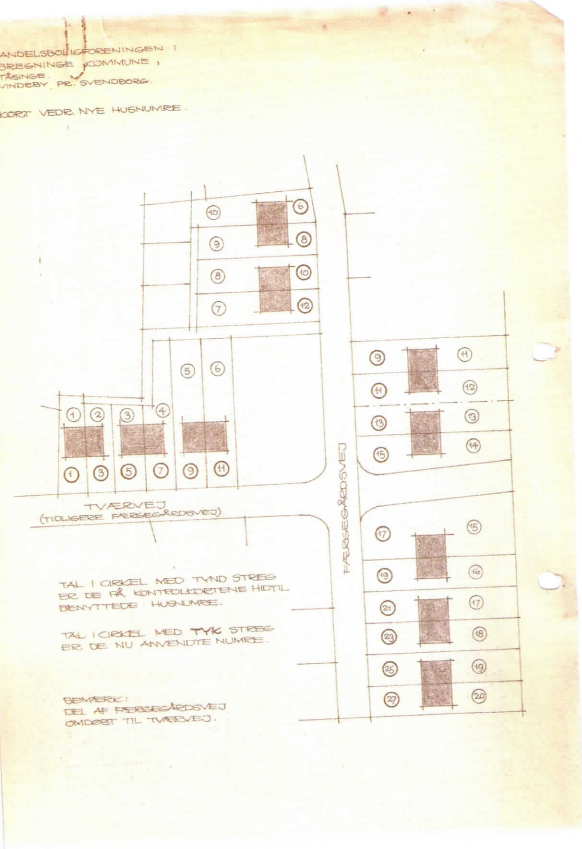 ANDELSBOLIGFORENINGEN I
BREGNINGE KOMMUNE,
TÅSINGE.
VINDEBY PR. SVENDBORG.
KORT VEDR. NYE HUSNUMRE.
10 6
9 8
8 10
7 12
5 6
9 11
11 12
13 13
15 14
1 2 3 4
1 3 5 7 9 11
TVÆRVEJ
(TIDLIGERE FÆRGEGÅRDSVEJ)
FÆRGEGÅRDSVEJ
17 15
19 16
21 17
23 18
25 19
27 20
TAL I CIRKEL MED TYND STREG
ER DE PÅ KONTROLKORTENE HIDTIL
BENYTTEDE HUSNUMRE.
TAL I CIRKEL MED TYK STREG
ER DE NU ANVENDTE NUMRE.
BEMÆRK:
DEL AF FÆRGEGÅRDSVEJ
OMDØBT TIL TVÆRVEJ.